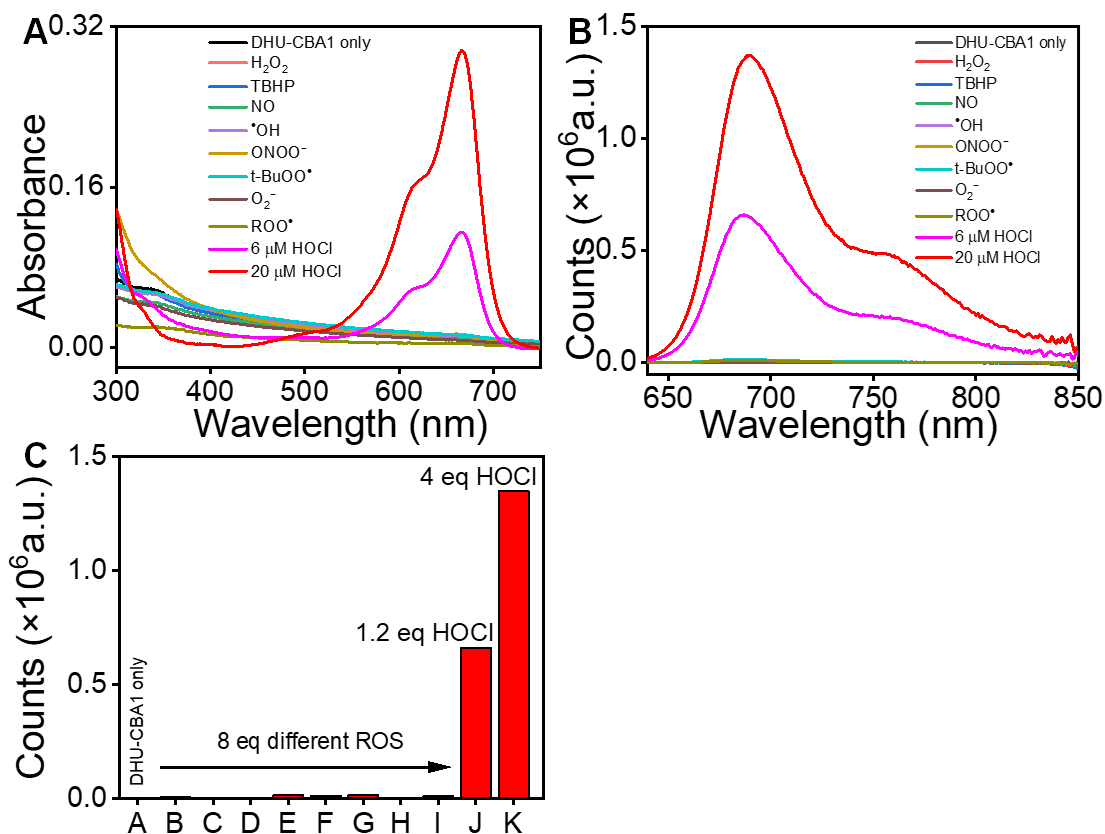 A
0.32
0.16
0.00
Absorbance
DHU-CBA1 only
H₂O₂
TBHP
NO
•OH
ONOO⁻
t-BuOO•
O₂⁻
ROO•
6 μM HOCl
20 μM HOCl
300 400 500 600 700
Wavelength (nm)
B
1.5
1.0
0.5
0.0
Counts (×10⁶a.u.)
DHU-CBA1 only
H₂O₂
TBHP
NO
•OH
ONOO⁻
t-BuOO•
O₂⁻
ROO•
6 μM HOCl
20 μM HOCl
650 700 750 800 850
Wavelength (nm)
C
1.5
1.0
0.5
0.0
Counts (×10⁶a.u.)
4 eq HOCl
1.2 eq HOCl
DHU-CBA1 only
8 eq different ROS
A B C D E F G H I J K